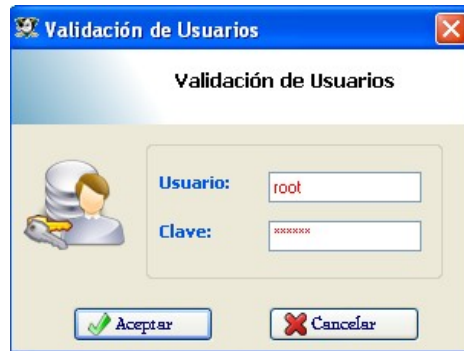 Validación de Usuarios
Validación de Usuarios
Usuario: root
Clave: ******
Aceptar Cancelar